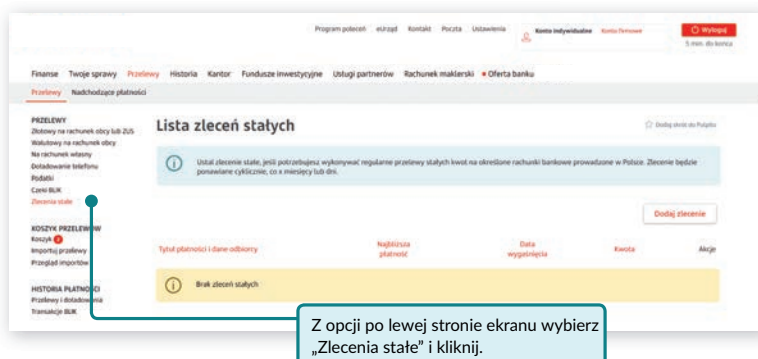 Program poleceń eUrząd Kontakt Poczta Ustawienia Konto indywidualne Konto firmowe Wyloguj
5 min. do końca
Finanse Twoje sprawy Przelewy Historia Kantor Fundusze inwestycyjne Usługi partnerów Rachunek maklerski Oferta banku
Przelewy Nadchodzące płatności
PRZELEWY
Złotowy na rachunek obcy lub ZUS
Walutowy na rachunek obcy
Na rachunek własny
Doładowanie telefonu
Podatki
Czeki BLIK
Zlecenia stałe
KOSZYK PRZELEWÓW
Koszyk
Importuj przelewy
Przegląd importów
HISTORIA PŁATNOŚCI
Przelewy i doładowania
Transakcje BLIK
Lista zleceń stałych
Dodaj skrót do Pulpitu
Ustal zlecenie stałe, jeśli potrzebujesz wykonywać regularne przelewy stałych kwot na określone rachunki bankowe prowadzone w Polsce. Zlecenie będzie
ponawiane cyklicznie, co x miesięcy lub dni.
Dodaj zlecenie
Tytuł płatności i dane odbiorcy Najbliższa płatność Data wygaśnięcia Kwota Akcje
Brak zleceń stałych
Z opcji po lewej stronie ekranu wybierz
„Zlecenia stałe” i kliknij.